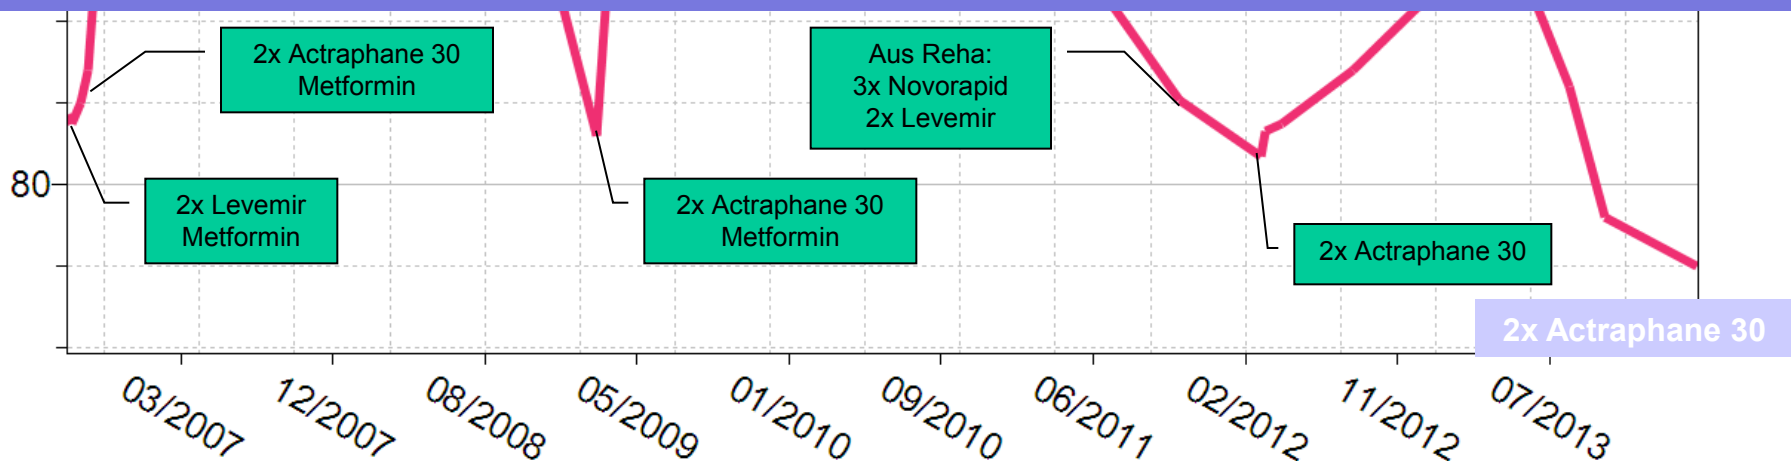 2x Actraphane 30
Metformin
Aus Reha:
3x Novorapid
2x Levemir
80
2x Levemir
Metformin
2x Actraphane 30
Metformin
2x Actraphane 30
2x Actraphane 30
03/2007
12/2007
08/2008
05/2009
01/2010
09/2010
06/2011
02/2012
11/2012
07/2013